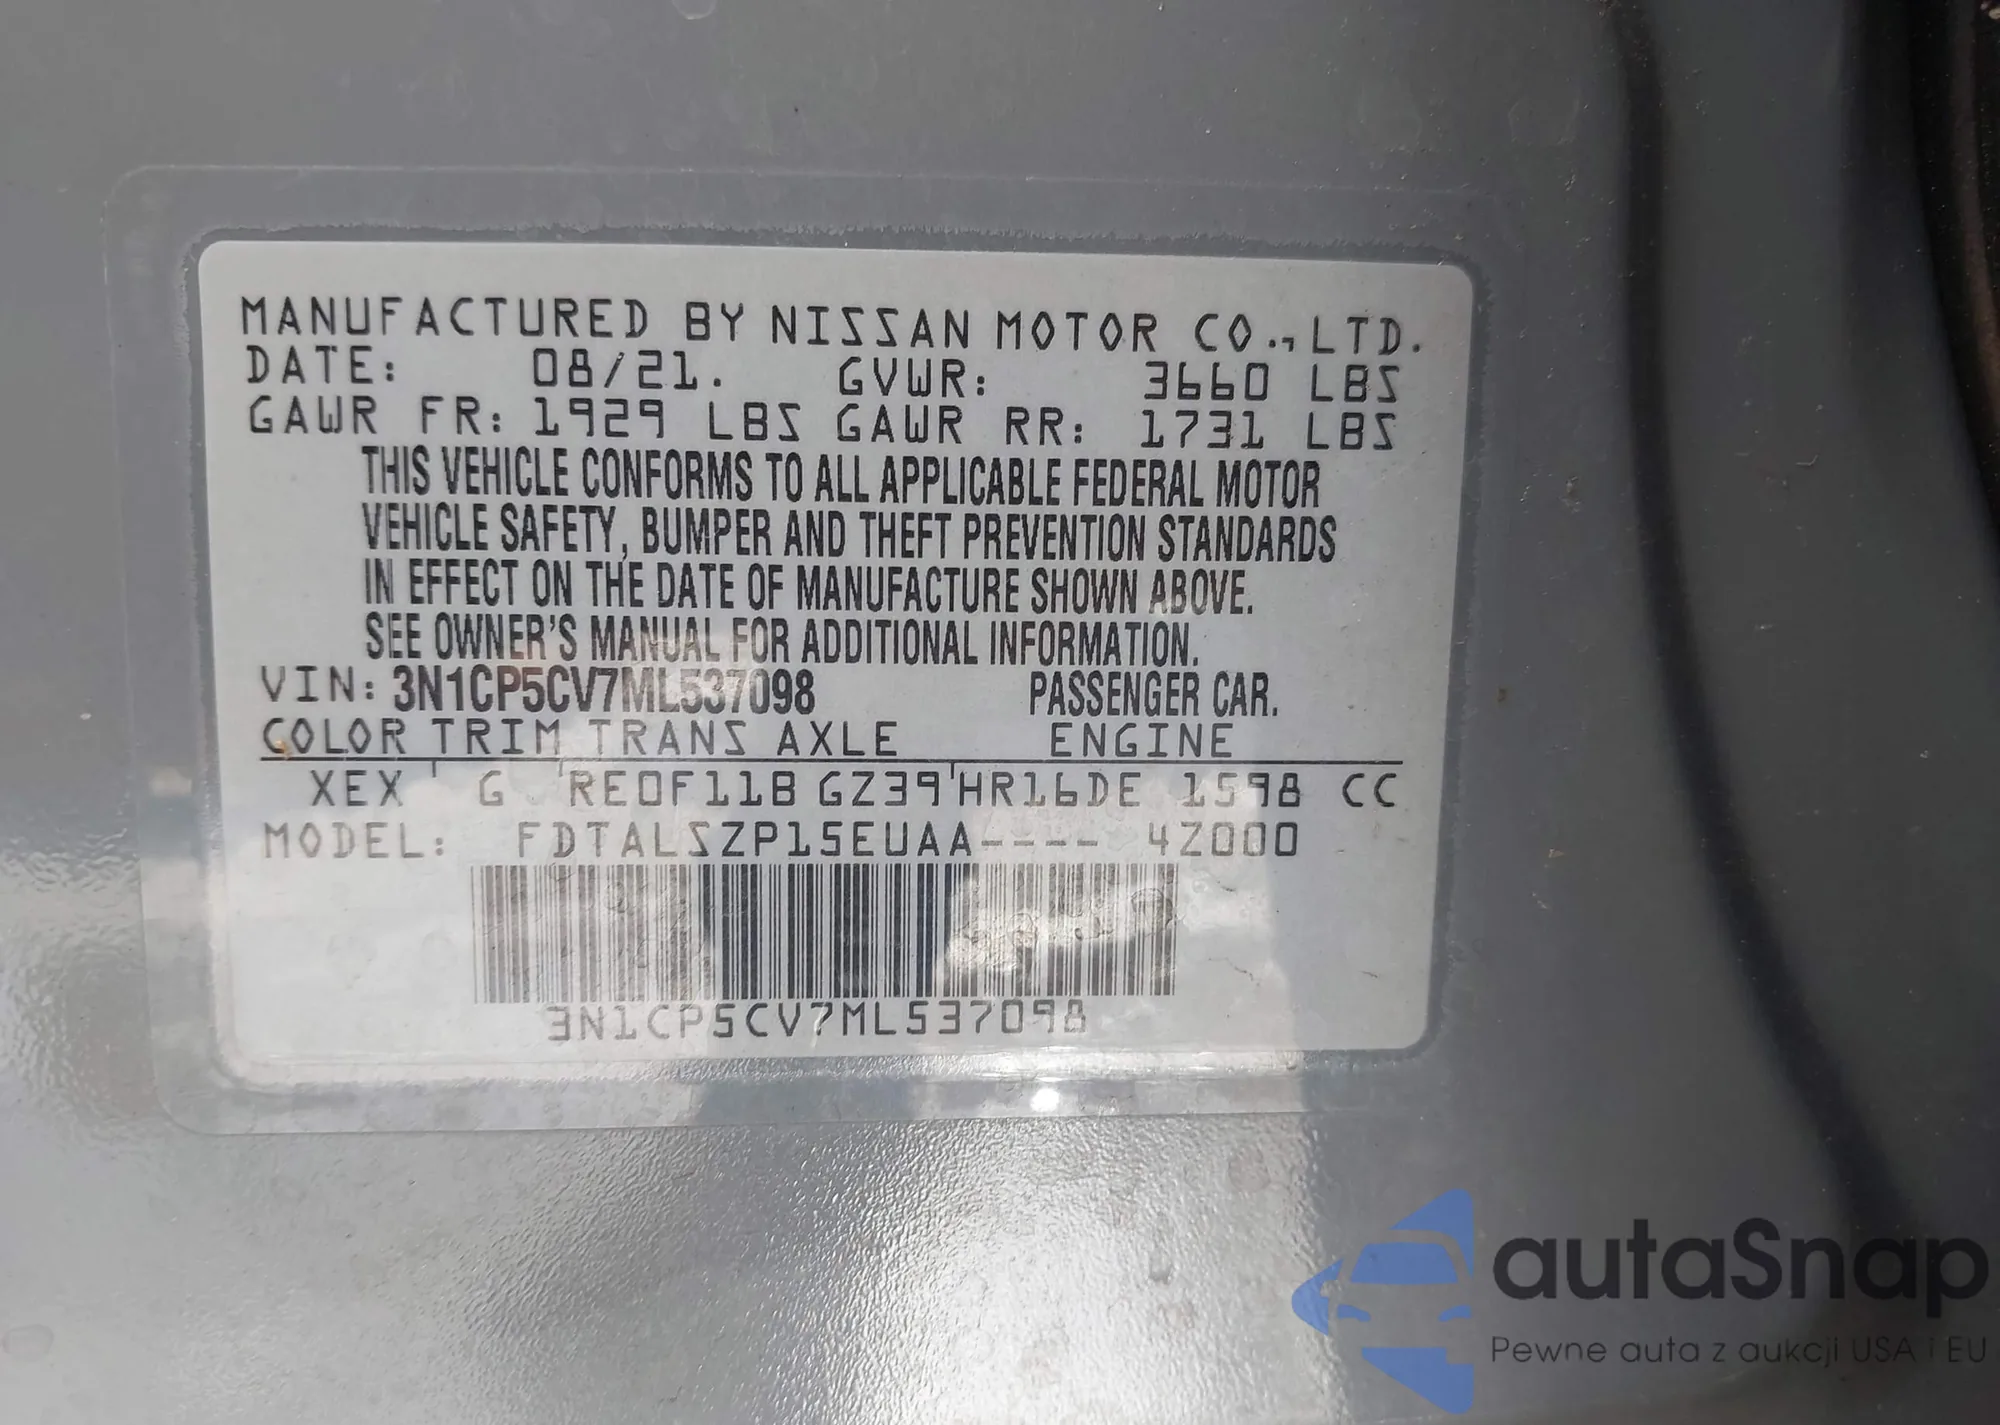 MANUFACTURED BY NISSAN MOTOR CO., LTD.
DATE: 08/21. GVWR: 3660 LBS
GAWR FR: 1929 LBS GAWR RR: 1731 LBS
THIS VEHICLE CONFORMS TO ALL APPLICABLE FEDERAL MOTOR
VEHICLE SAFETY, BUMPER AND THEFT PREVENTION STANDARDS
IN EFFECT ON THE DATE OF MANUFACTURE SHOWN ABOVE.
SEE OWNER'S MANUAL FOR ADDITIONAL INFORMATION.
VIN: 3N1CP5CV7ML537098 PASSENGER CAR.
COLOR TRIM TRANS AXLE ENGINE
XEX G RE0F11B GZ39 HR16DE 1598 CC
MODEL: FDTALSZP15EUAA---- 4Z000
3N1CP5CV7ML537098
autaSnap
Pewne auta z aukcji USA i EU